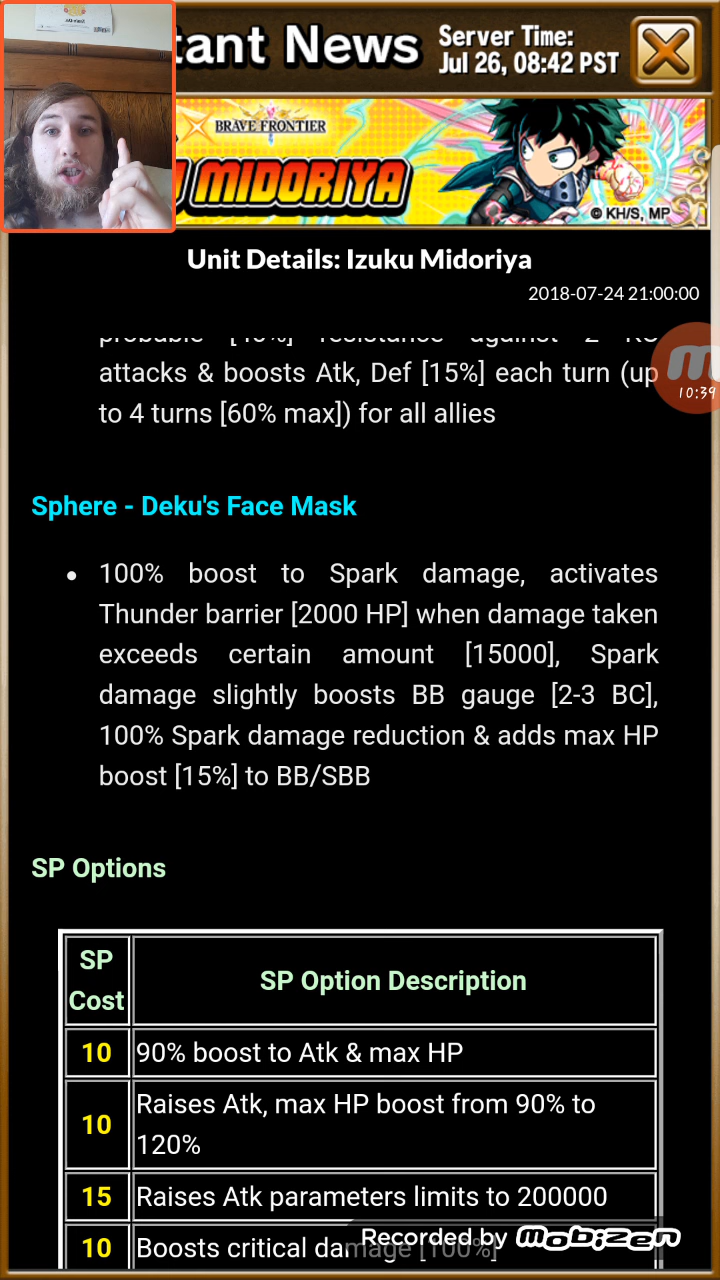 tant News
Server Time:
Jul 26, 08:42 PST
BRAVE FRONTIER
MIDORIYA
© KH/S, MP
Unit Details: Izuku Midoriya
2018-07-24 21:00:00
10:39
attacks & boosts Atk, Def [15%] each turn (up
to 4 turns [60% max]) for all allies
Sphere - Deku's Face Mask
• 100% boost to Spark damage, activates
Thunder barrier [2000 HP] when damage taken
exceeds certain amount [15000], Spark
damage slightly boosts BB gauge [2-3 BC],
100% Spark damage reduction & adds max HP
boost [15%] to BB/SBB
SP Options
SP
Cost
SP Option Description
10 90% boost to Atk & max HP
10 Raises Atk, max HP boost from 90% to
120%
15 Raises Atk parameters limits to 200000
10 Boosts critical damage [100%]
Recorded by mobizen